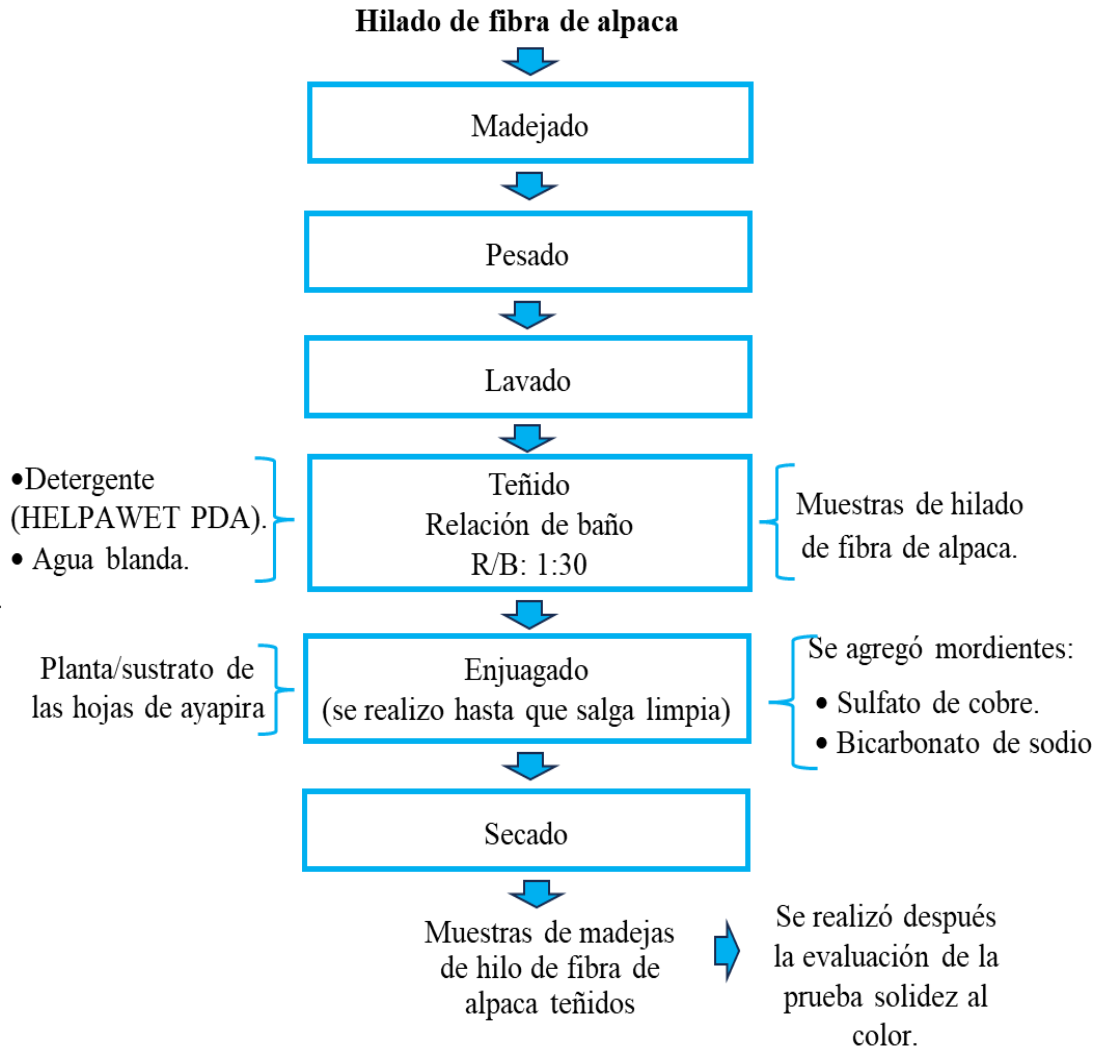 Hilado de fibra de alpaca
Madejado
Pesado
Lavado
•Detergente
(HELPAWET PDA).
• Agua blanda.
Teñido
Relación de baño
R/B: 1:30
Muestras de hilado
de fibra de alpaca.
Planta/sustrato de
las hojas de ayapira
Enjuagado
(se realizo hasta que salga limpia)
Se agregó mordientes:
• Sulfato de cobre.
• Bicarbonato de sodio
Secado
Muestras de madejas
de hilo de fibra de
alpaca teñidos
Se realizó después
la evaluación de la
prueba solidez al
color.